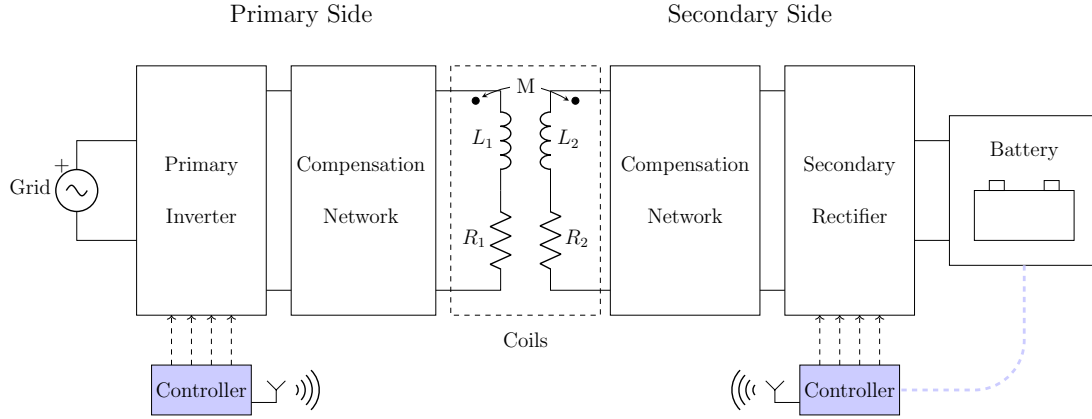 Primary Side
Secondary Side
Grid
+
Primary
Inverter
Compensation
Network
M
L₁
L₂
R₁
R₂
Coils
Compensation
Network
Secondary
Rectifier
Battery
Controller
Controller